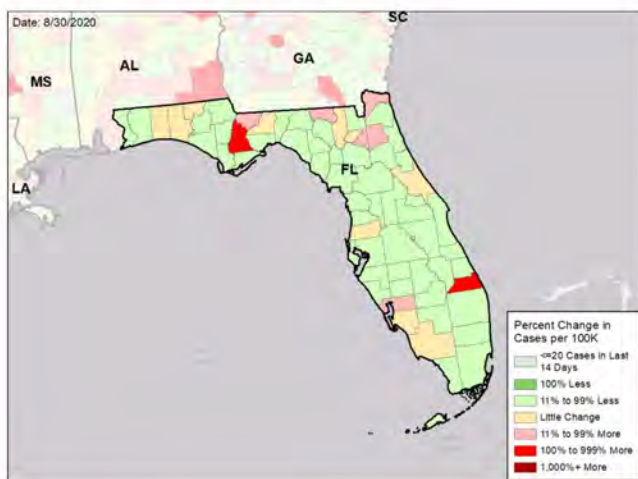 Date: 8/30/2020
SC
AL
GA
MS
LA
FL
Percent Change in
Cases per 100K
<=20 Cases in Last
14 Days
100% Less
11% to 99% Less
Little Change
11% to 99% More
100% to 999% More
1,000%+ More